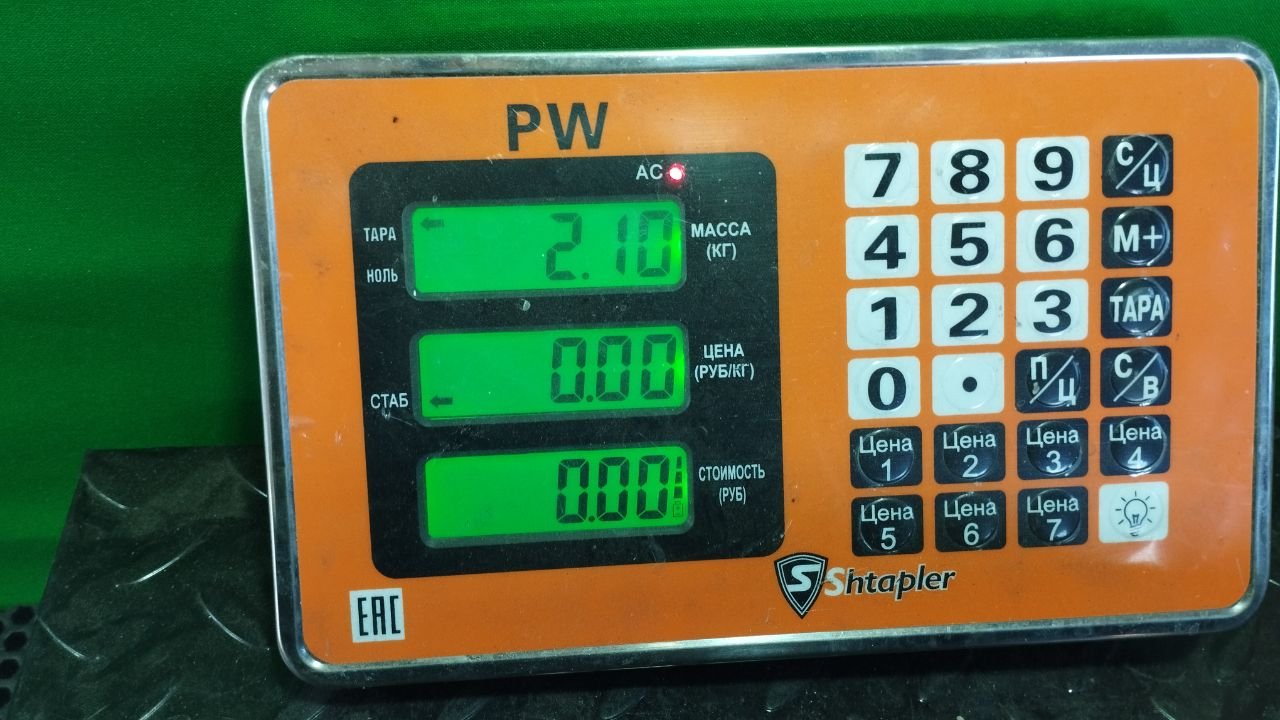 PW
AC
ТАРА
НОЛЬ
2.10
МАССА
(КГ)
СТАБ
0.00
ЦЕНА
(РУБ/КГ)
0.00
СТОИМОСТЬ
(РУБ)
7 8 9 С/Ц
4 5 6 М+
1 2 3 ТАРА
0 . П/Ц С/В
Цена 1 Цена 2 Цена 3 Цена 4
Цена 5 Цена 6 Цена 7
S Shtapler
EAC